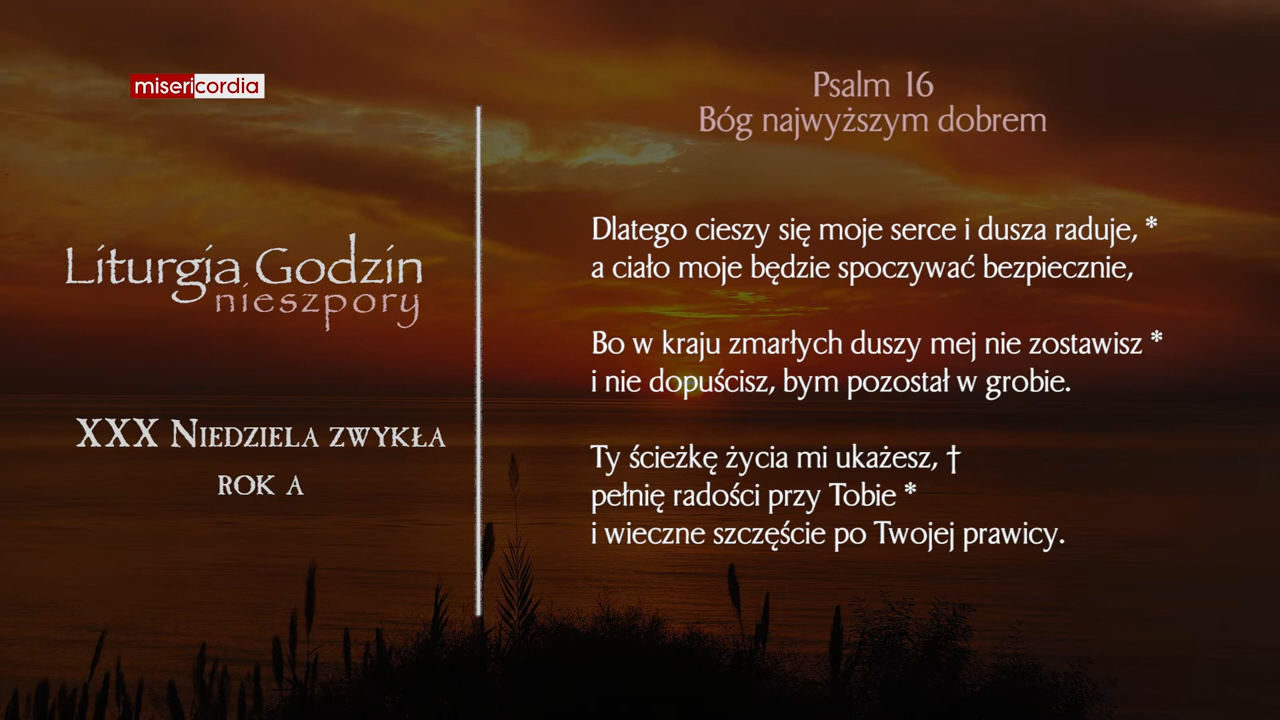 misericordia
Liturgia Godzin
nieszpory
XXX Niedziela zwykła
rok A
Psalm 16
Bóg najwyższym dobrem
Dlatego cieszy się moje serce i dusza raduje, *
a ciało moje będzie spoczywać bezpiecznie,
Bo w kraju zmarłych duszy mej nie zostawisz *
i nie dopuścisz, bym pozostał w grobie.
Ty ścieżkę życia mi ukażesz, †
pełnię radości przy Tobie *
i wieczne szczęście po Twojej prawicy.